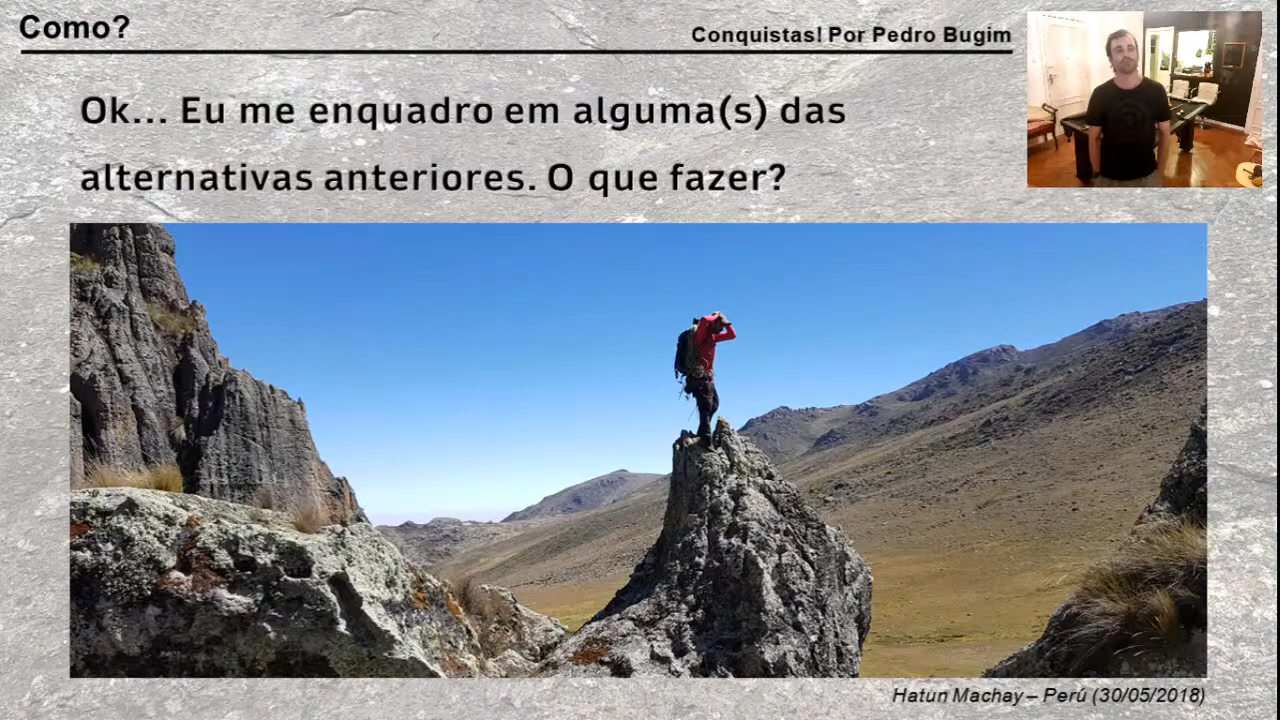 Como?
Conquistas! Por Pedro Bugim
Ok... Eu me enquadro em alguma(s) das
alternativas anteriores. O que fazer?
Hatun Machay – Perú (30/05/2018)